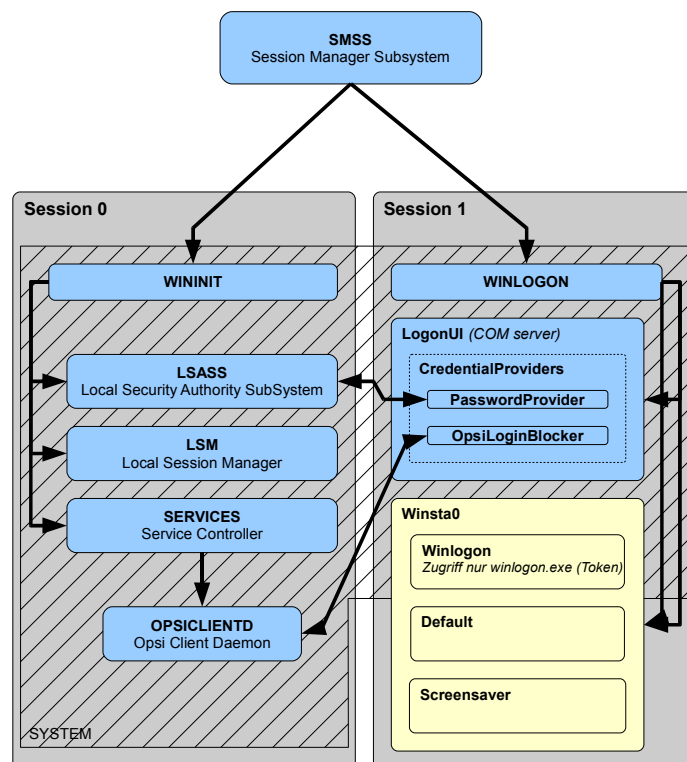 SMSS
Session Manager Subsystem
Session 0
Session 1
WININIT
WINLOGON
LogonUI (COM server)
CredentialProviders
LSASS
Local Security Authority SubSystem
PasswordProvider
OpsiLoginBlocker
LSM
Local Session Manager
SERVICES
Service Controller
Winsta0
Winlogon
Zugriff nur winlogon.exe (Token)
OPSICLIENTD
Opsi Client Daemon
Default
Screensaver
SYSTEM